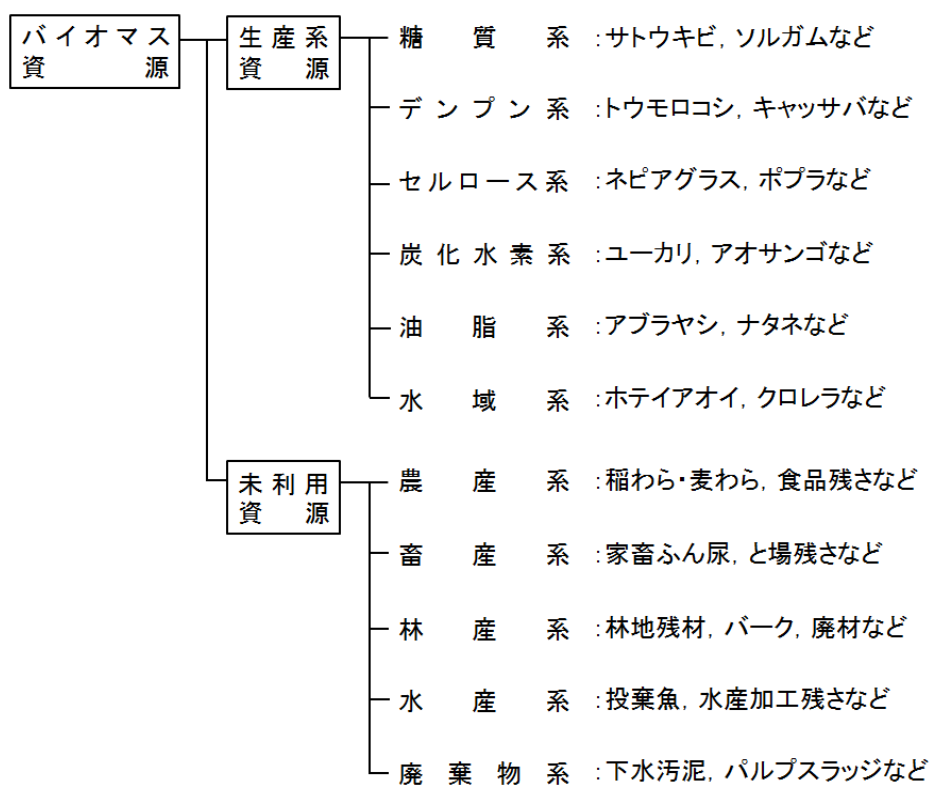 バイオマス
資源
生産系
資源
糖質系:サトウキビ, ソルガムなど
デンプン系:トウモロコシ, キャッサバなど
セルロース系:ネピアグラス, ポプラなど
炭化水素系:ユーカリ, アオサンゴなど
油脂系:アブラヤシ, ナタネなど
水域系:ホテイアオイ, クロレラなど
未利用
資源
農産系:稲わら・麦わら, 食品残さなど
畜産系:家畜ふん尿, と場残さなど
林産系:林地残材, バーク, 廃材など
水産系:投棄魚, 水産加工残さなど
廃棄物系:下水汚泥, パルプスラッジなど